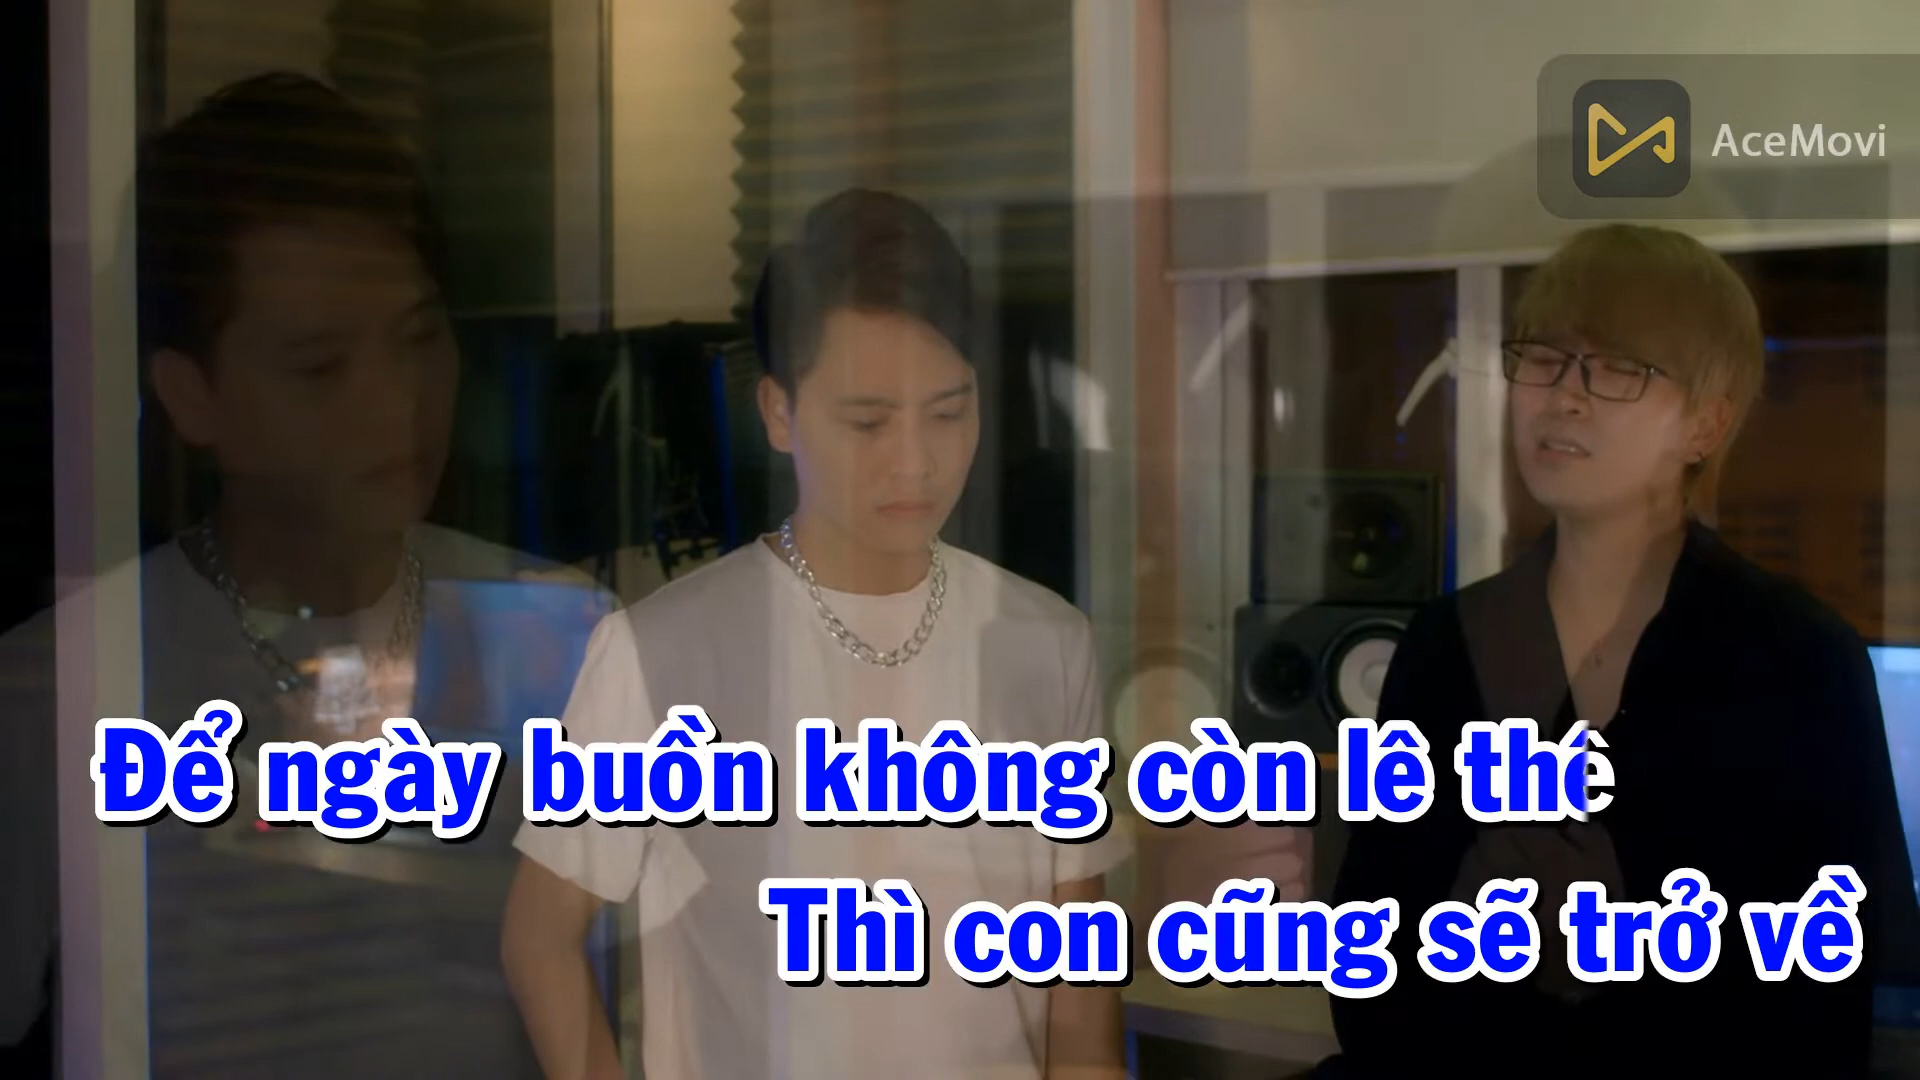 AceMovi
Để ngày buồn không còn lê thê
Thì con cũng sẽ trở về